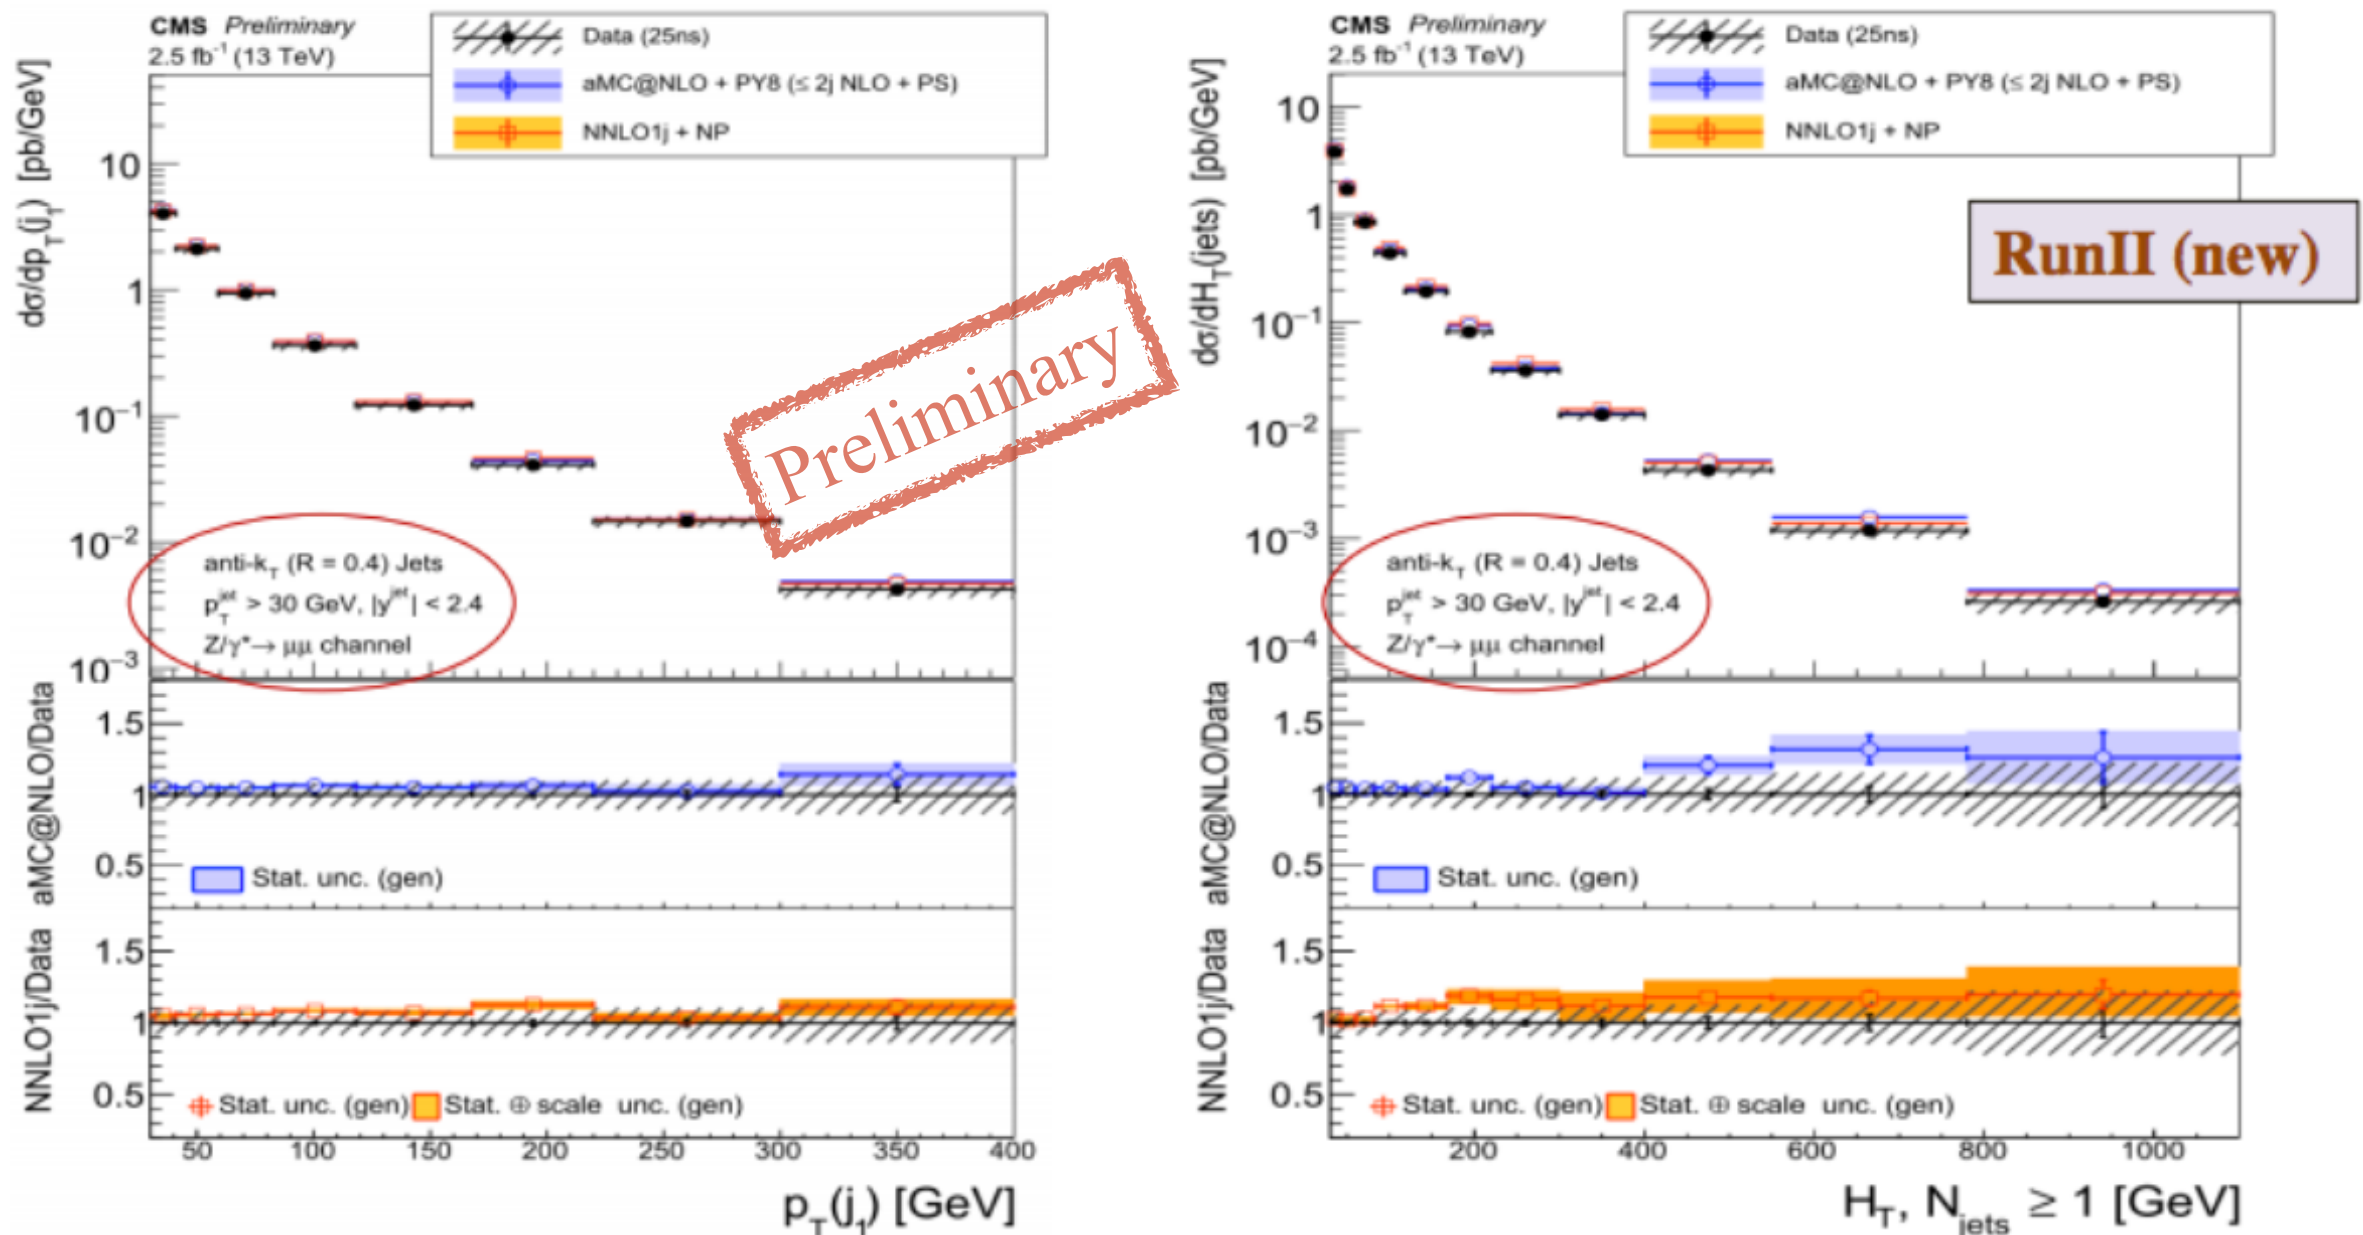 CMS Preliminary
2.5 fb⁻¹ (13 TeV)
Data (25ns)
aMC@NLO + PY8 (≤ 2j NLO + PS)
NNLO1j + NP
dσ/dp_T(j₁) [pb/GeV]
10
1
10⁻¹
10⁻²
10⁻³
anti-k_T (R = 0.4) Jets
p_T^jet > 30 GeV, |y^jet| < 2.4
Z/γ*→ μμ channel
Preliminary
aMC@NLO/Data
1.5
1
0.5
Stat. unc. (gen)
NNLO1j/Data
1.5
1
0.5
Stat. unc. (gen) Stat. ⊕ scale unc. (gen)
50 100 150 200 250 300 350 400
p_T(j₁) [GeV]
CMS Preliminary
2.5 fb⁻¹ (13 TeV)
Data (25ns)
aMC@NLO + PY8 (≤ 2j NLO + PS)
NNLO1j + NP
RunII (new)
dσ/dH_T(jets) [pb/GeV]
10
1
10⁻¹
10⁻²
10⁻³
10⁻⁴
anti-k_T (R = 0.4) Jets
p_T^jet > 30 GeV, |y^jet| < 2.4
Z/γ*→ μμ channel
aMC@NLO/Data
1.5
1
0.5
Stat. unc. (gen)
NNLO1j/Data
1.5
1
0.5
Stat. unc. (gen) Stat. ⊕ scale unc. (gen)
200 400 600 800 1000
H_T, N_jets ≥ 1 [GeV]